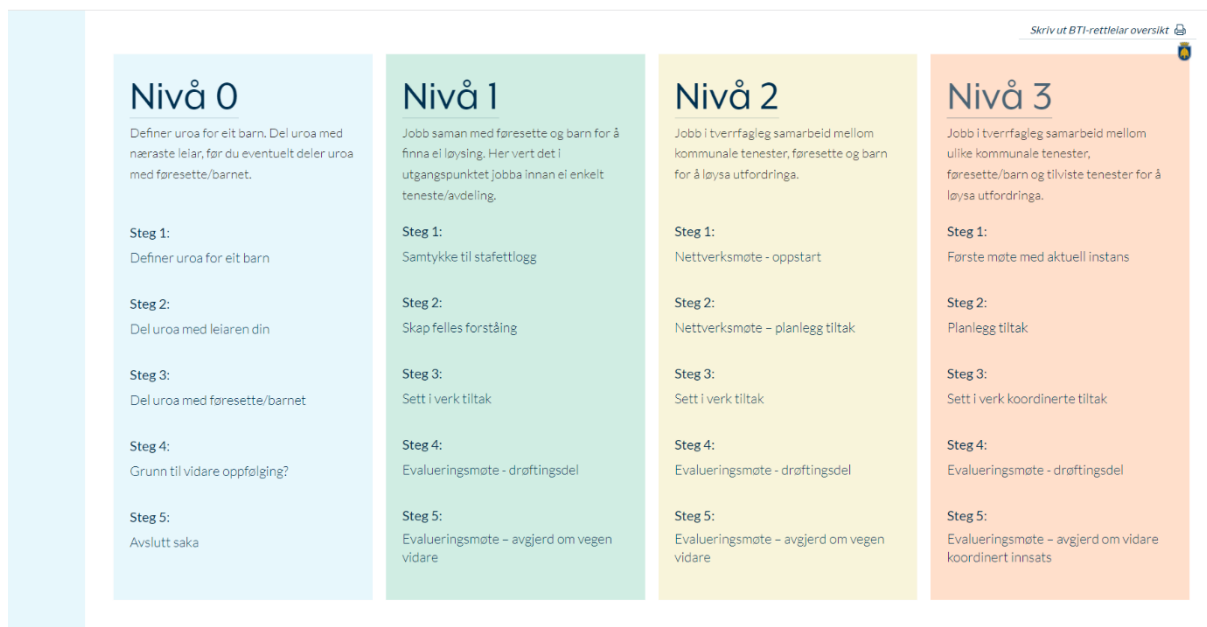 Skriv ut BTI-rettleiar oversikt
Nivå 0
Definer uroa for eit barn. Del uroa med
næraste leiar, før du eventuelt deler uroa
med føresette/barnet.
Steg 1:
Definer uroa for eit barn
Steg 2:
Del uroa med leiaren din
Steg 3:
Del uroa med føresette/barnet
Steg 4:
Grunn til vidare oppfølging?
Steg 5:
Avslutt saka
Nivå 1
Jobb saman med føresette og barn for å
finna ei løysing. Her vert det i
utgangspunktet jobba innan ei enkelt
teneste/avdeling.
Steg 1:
Samtykke til stafettlogg
Steg 2:
Skap felles forståing
Steg 3:
Sett i verk tiltak
Steg 4:
Evalueringsmøte - drøftingsdel
Steg 5:
Evalueringsmøte – avgjerd om vegen
vidare
Nivå 2
Jobb i tverrfagleg samarbeid mellom
kommunale tenester, føresette og barn
for å løysa utfordringa.
Steg 1:
Nettverksmøte - oppstart
Steg 2:
Nettverksmøte – planlegg tiltak
Steg 3:
Sett i verk tiltak
Steg 4:
Evalueringsmøte - drøftingsdel
Steg 5:
Evalueringsmøte – avgjerd om vegen
vidare
Nivå 3
Jobb i tverrfagleg samarbeid mellom
ulike kommunale tenester,
føresette/barn og tilviste tenester for å
løysa utfordringa.
Steg 1:
Første møte med aktuell instans
Steg 2:
Planlegg tiltak
Steg 3:
Sett i verk koordinerte tiltak
Steg 4:
Evalueringsmøte - drøftingsdel
Steg 5:
Evalueringsmøte – avgjerd om vidare
koordinert innsats